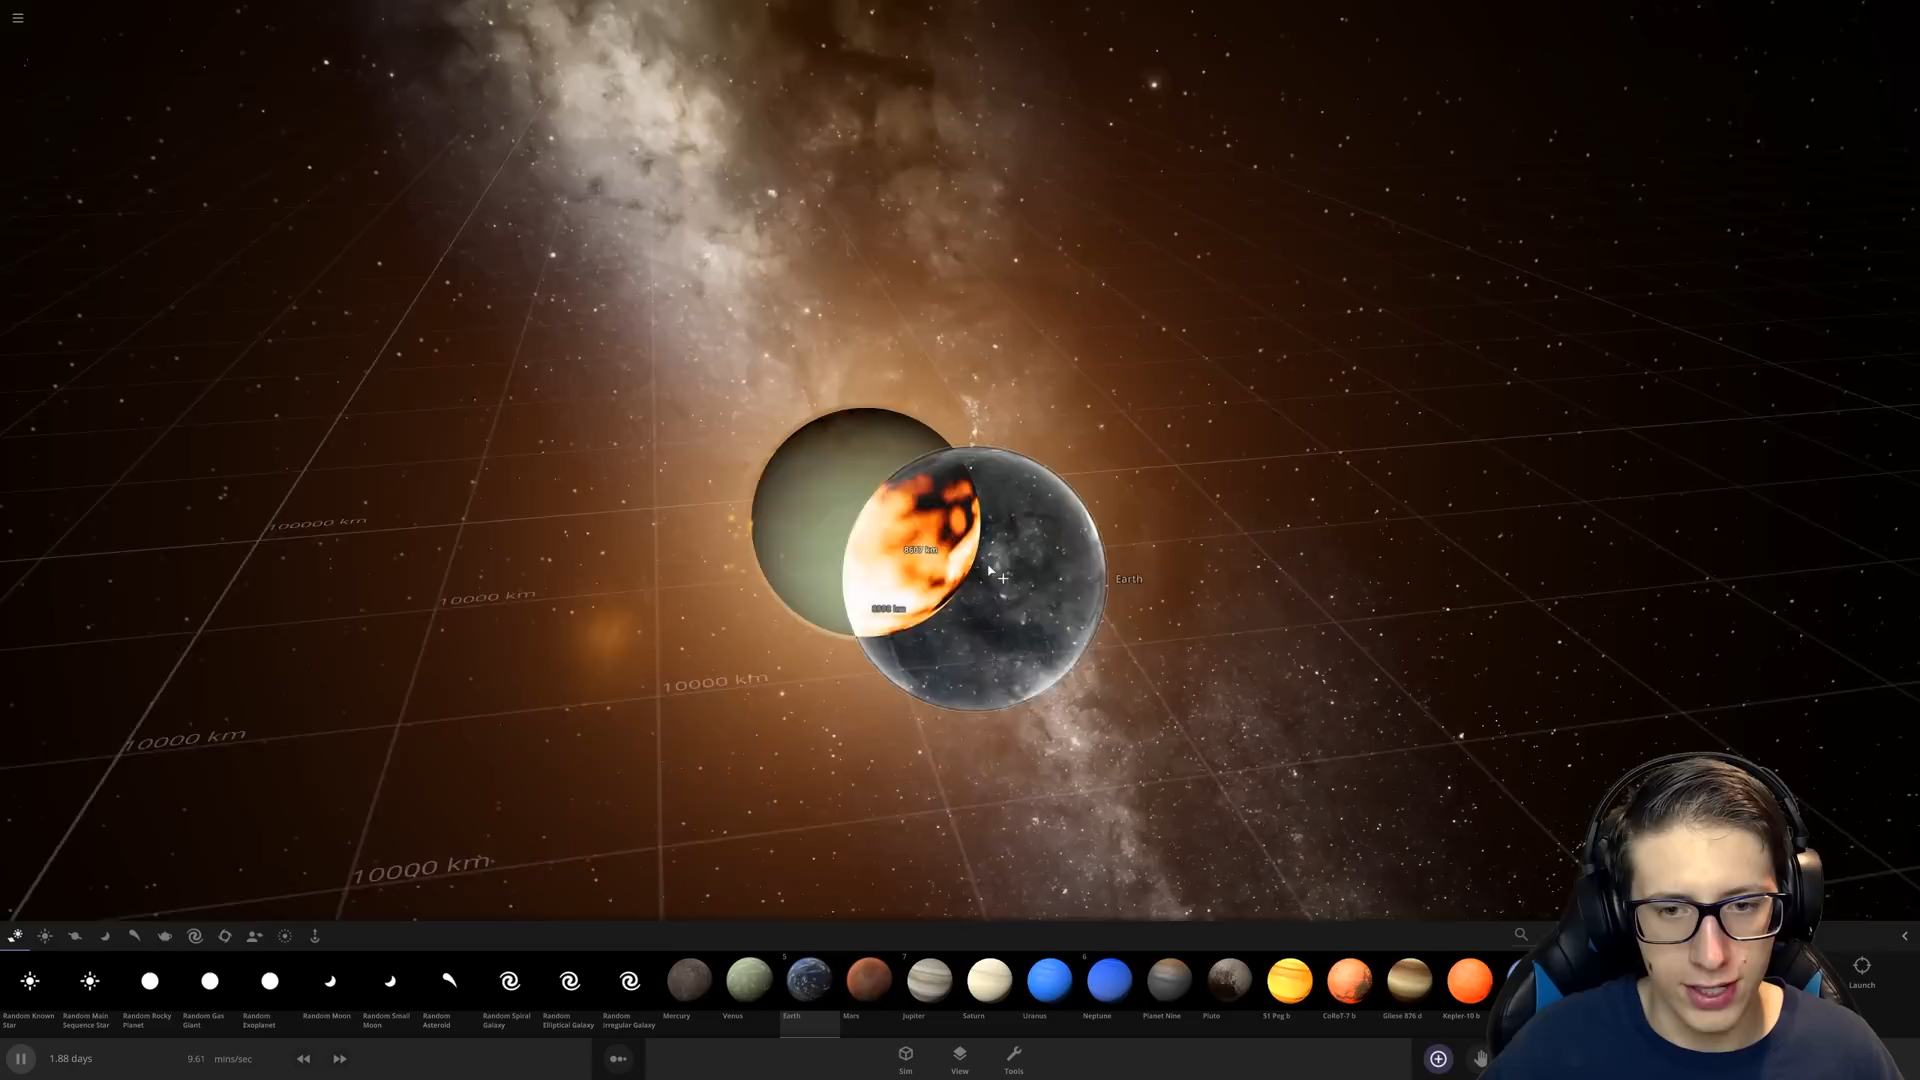 100000 km
10000 km
10000 km
10000 km
10000 km
Earth
5
7
6
Random Known Star
Random Main Sequence Star
Random Rocky Planet
Random Gas Giant
Random Exoplanet
Random Moon
Random Small Moon
Random Asteroid
Random Spiral Galaxy
Random Elliptical Galaxy
Random Irregular Galaxy
Mercury
Venus
Earth
Mars
Jupiter
Saturn
Uranus
Neptune
Planet Nine
Pluto
51 Peg b
CoRoT-7 b
Gliese 876 d
Kepler-10 b
Launch
1.88 days
9.61 mins/sec
Sim
View
Tools